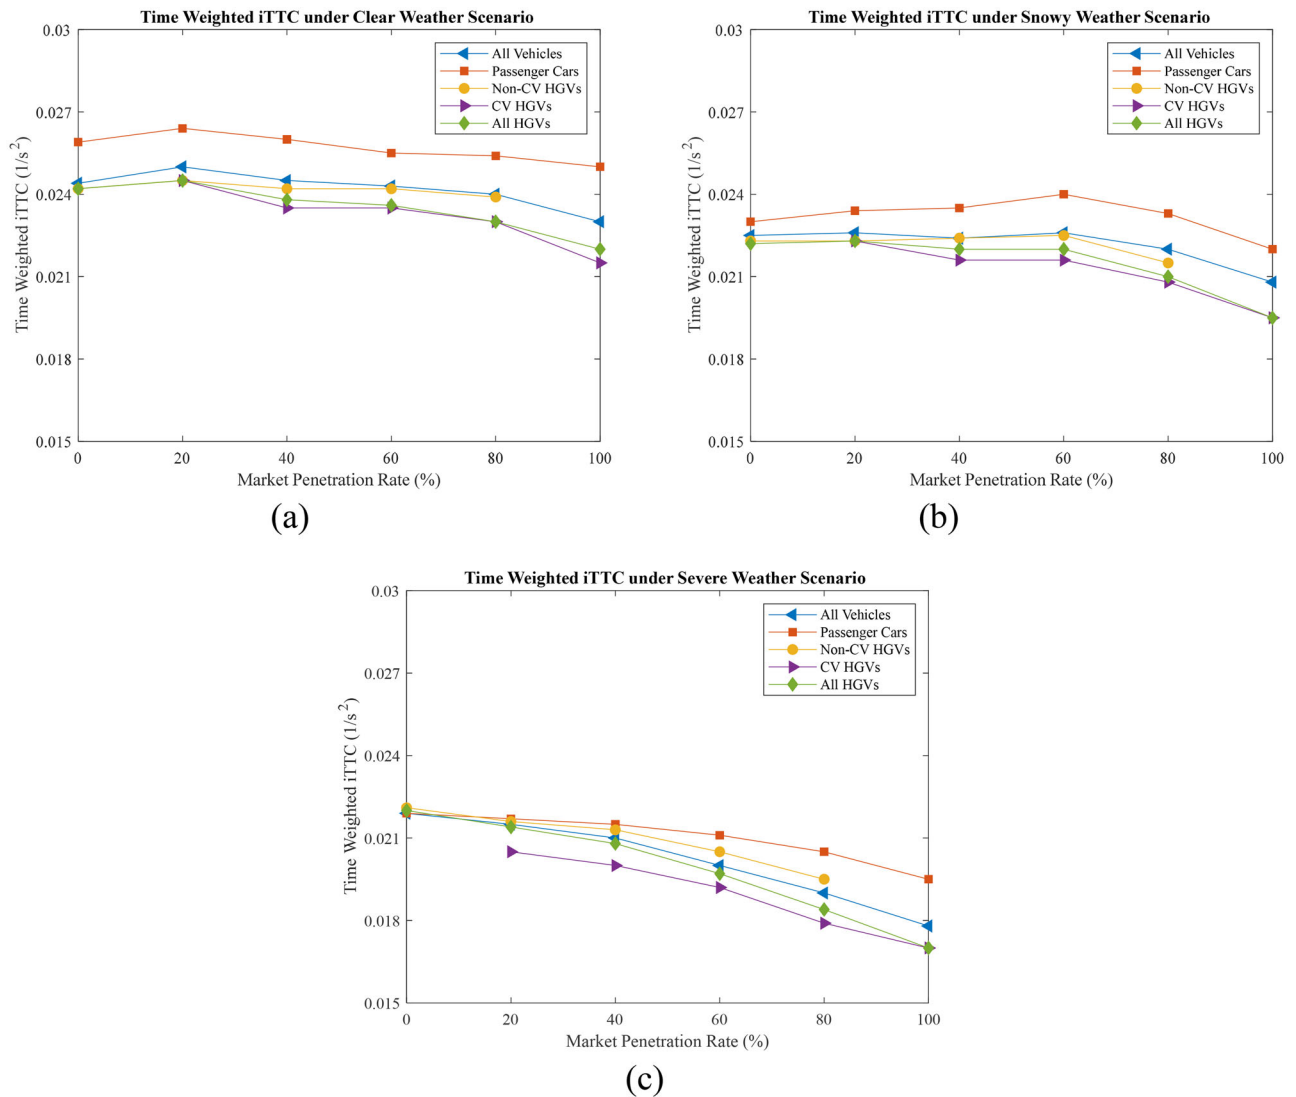 Time Weighted iTTC under Clear Weather Scenario
0.03
0.027
0.024
0.021
0.018
0.015
Time Weighted iTTC (1/s²)
All Vehicles
Passenger Cars
Non-CV HGVs
CV HGVs
All HGVs
0 20 40 60 80 100
Market Penetration Rate (%)
(a)
Time Weighted iTTC under Snowy Weather Scenario
0.03
0.027
0.024
0.021
0.018
0.015
Time Weighted iTTC (1/s²)
All Vehicles
Passenger Cars
Non-CV HGVs
CV HGVs
All HGVs
0 20 40 60 80 100
Market Penetration Rate (%)
(b)
Time Weighted iTTC under Severe Weather Scenario
0.03
0.027
0.024
0.021
0.018
0.015
Time Weighted iTTC (1/s²)
All Vehicles
Passenger Cars
Non-CV HGVs
CV HGVs
All HGVs
0 20 40 60 80 100
Market Penetration Rate (%)
(c)